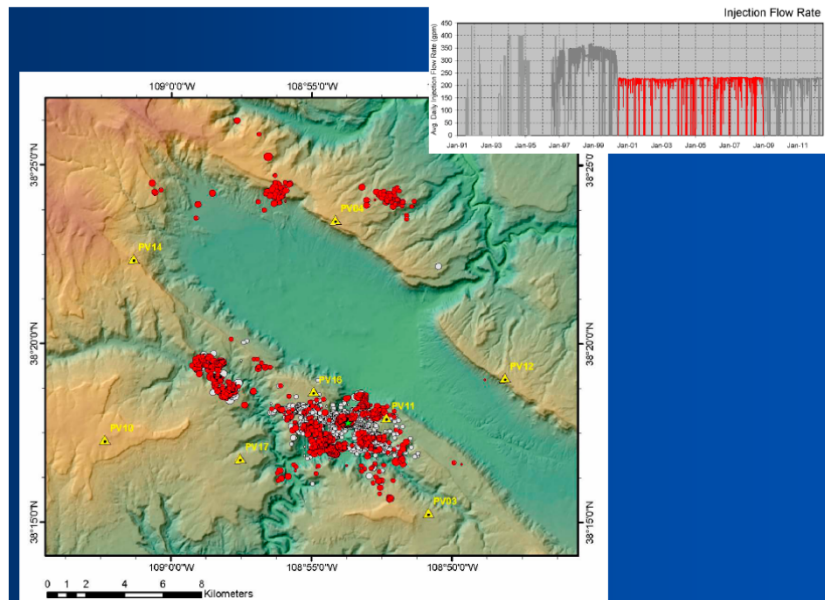 Injection Flow Rate
Avg. Daily Injection Flow Rate (gpm)
450
400
350
300
250
200
150
100
50
0
Jan-91 Jan-93 Jan-95 Jan-97 Jan-99 Jan-01 Jan-03 Jan-05 Jan-07 Jan-09 Jan-11
109°0'0"W 108°55'0"W
38°25'0"N 38°25'0"N
PV04
PV14
38°20'0"N 38°20'0"N
PV12
PV16
PV11
PV17
PV03
38°15'0"N 38°15'0"N
109°0'0"W 108°55'0"W 108°50'0"W
0 1 2 4 6 8
Kilometers